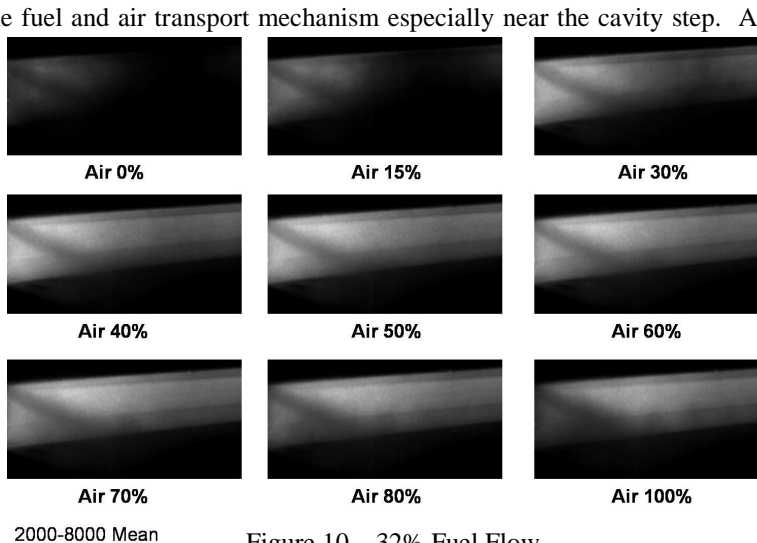 e fuel and air transport mechanism especially near the cavity step. A
Air 0% Air 15% Air 30%
Air 40% Air 50% Air 60%
Air 70% Air 80% Air 100%
2000-8000 Mean
Figure 10 32% Fuel Flow